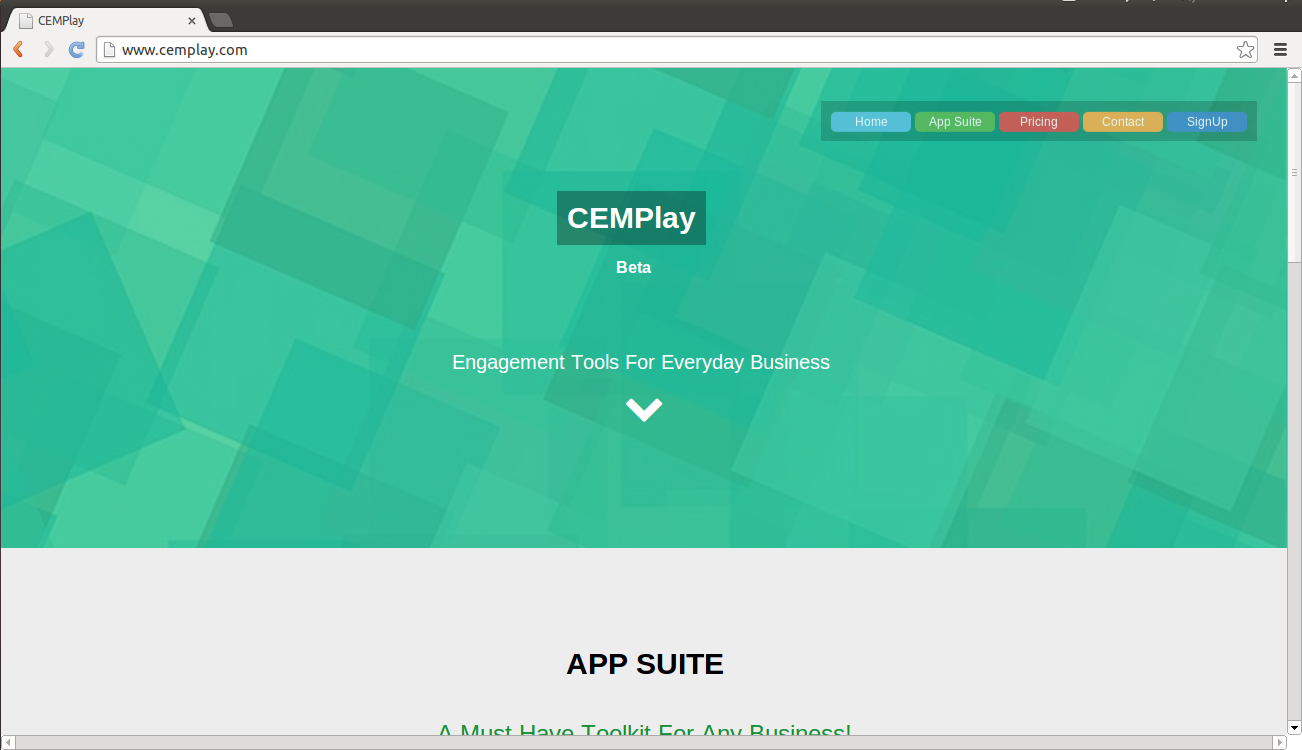 CEMPlay
www.cemplay.com
Home App Suite Pricing Contact SignUp
CEMPlay
Beta
Engagement Tools For Everyday Business
APP SUITE
A Must Have Toolkit For Any Business!